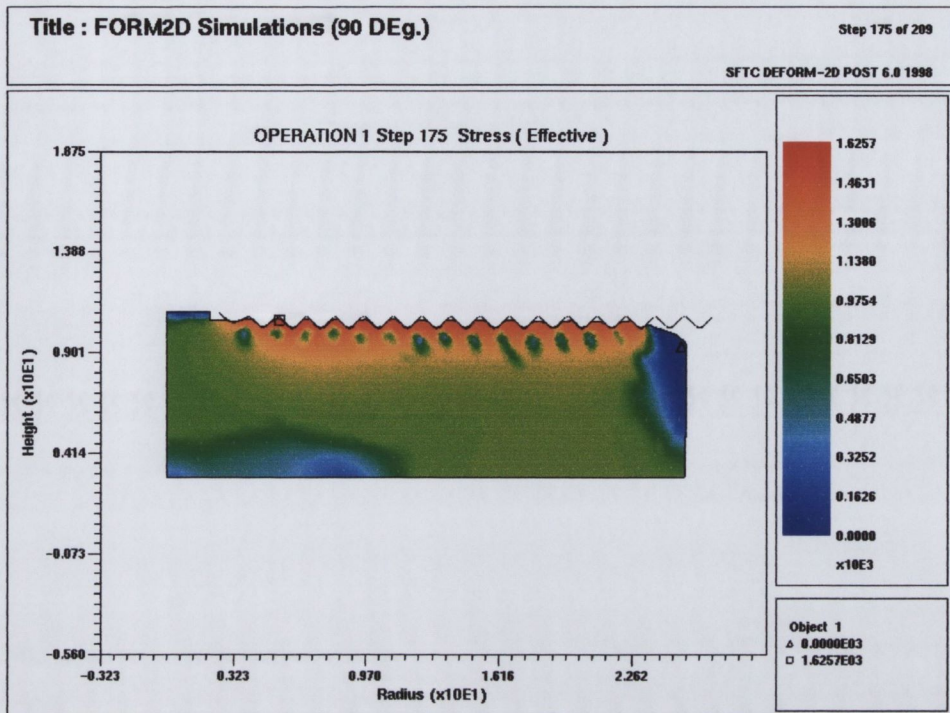 Title : FORM2D Simulations (90 DEg.)
Step 175 of 209
SFTC DEFORM-2D POST 6.0 1998
OPERATION 1 Step 175 Stress ( Effective )
1.875
1.388
0.901
0.414
-0.073
-0.560
Height (x10E1)
-0.323
0.323
0.970
1.616
2.262
Radius (x10E1)
1.6257
1.4631
1.3006
1.1380
0.9754
0.8129
0.6503
0.4877
0.3252
0.1626
0.0000
x10E3
Object 1
0.0000E03
1.6257E03